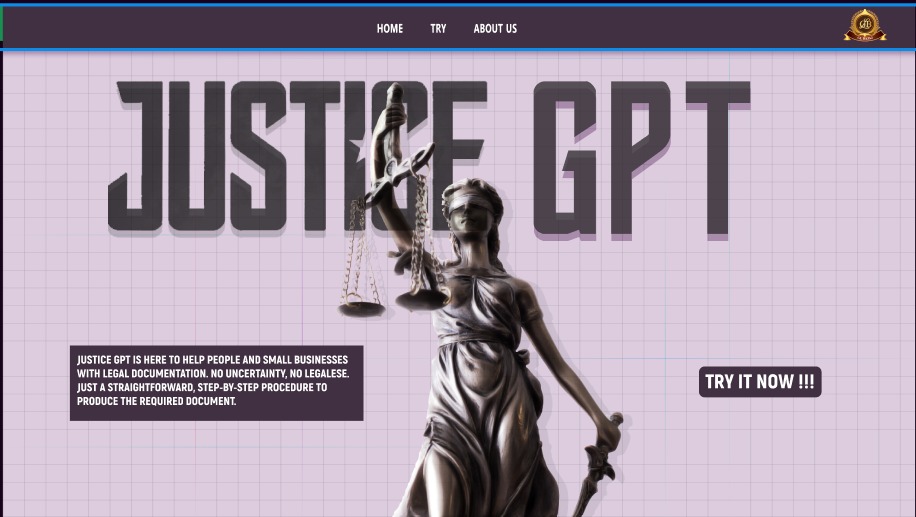 HOME TRY ABOUT US
JUSTICE GPT
JUSTICE GPT IS HERE TO HELP PEOPLE AND SMALL BUSINESSES
WITH LEGAL DOCUMENTATION. NO UNCERTAINTY, NO LEGALESE.
JUST A STRAIGHTFORWARD, STEP-BY-STEP PROCEDURE TO
PRODUCE THE REQUIRED DOCUMENT.
TRY IT NOW !!!